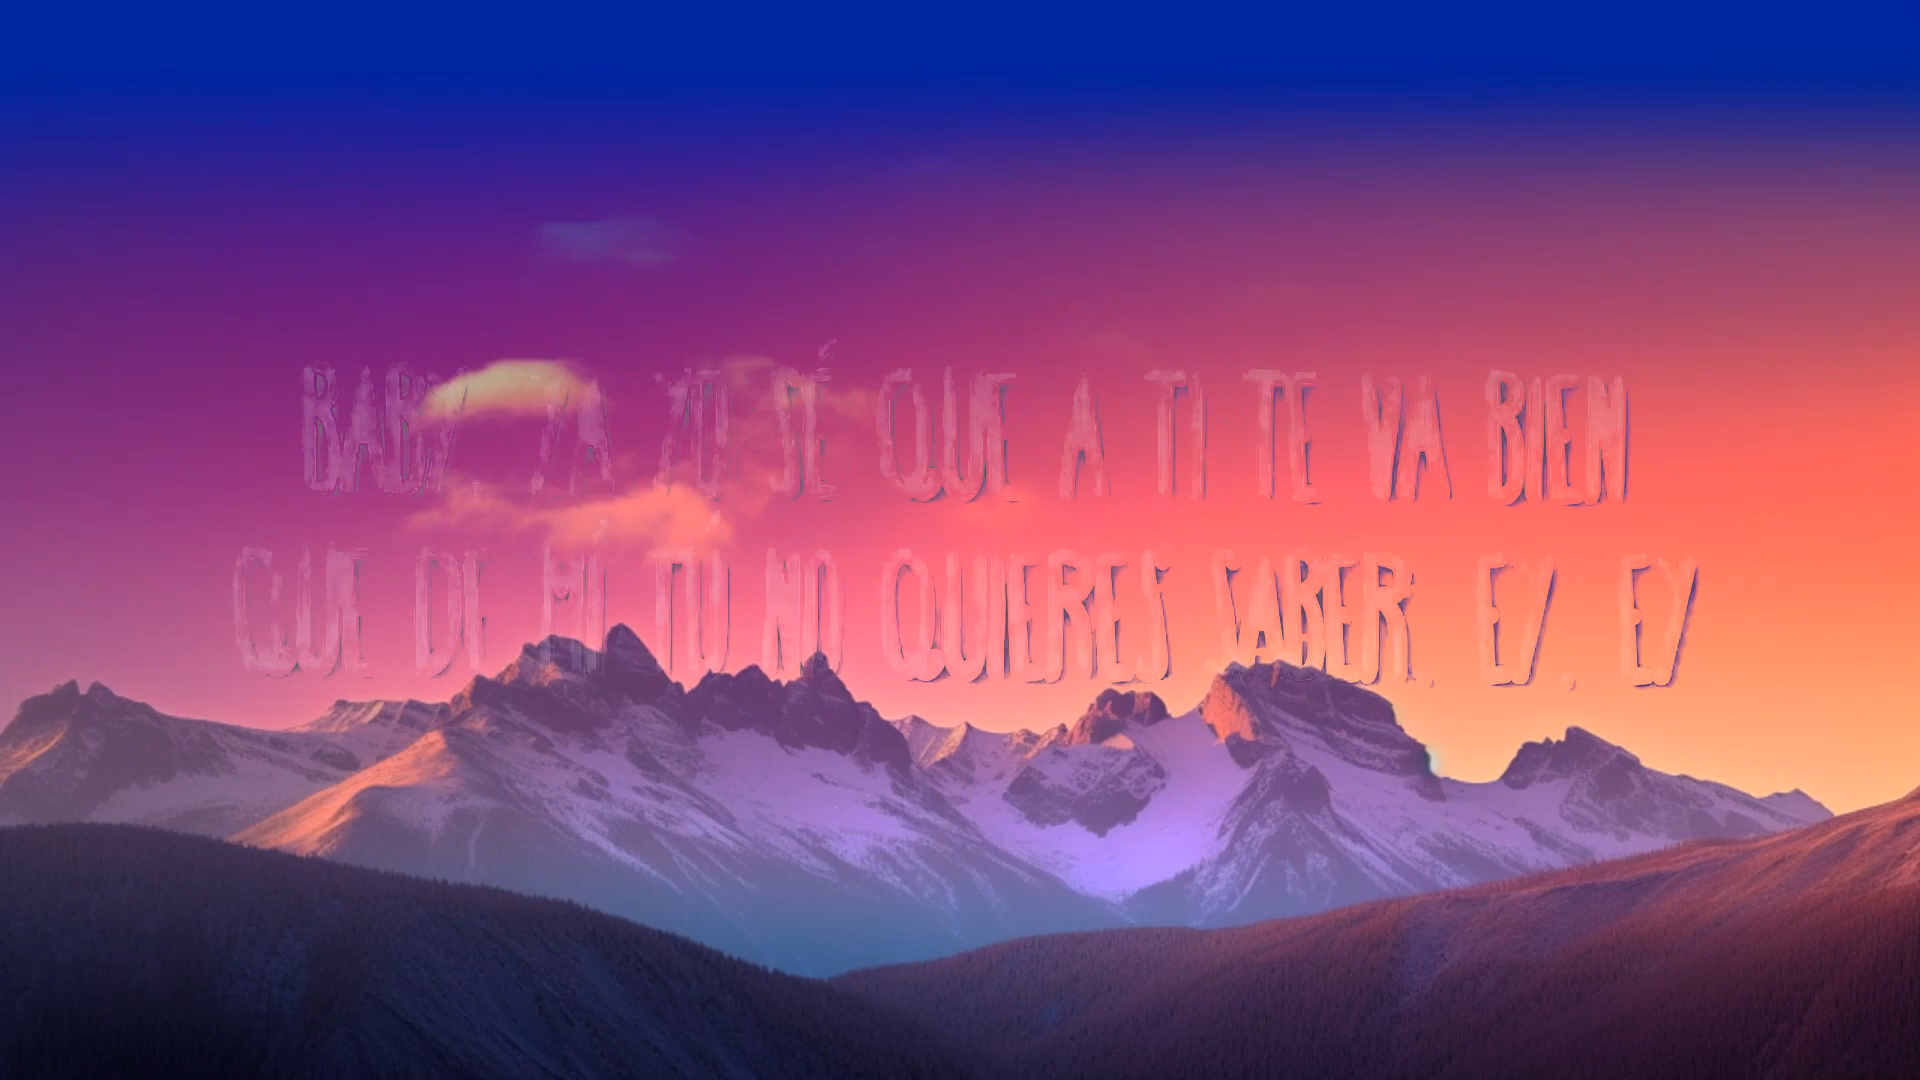 BABY, YA YO SÉ QUE A TI TE VA BIEN
QUE DE MÍ TÚ NO QUIERES SABER, EY, EY